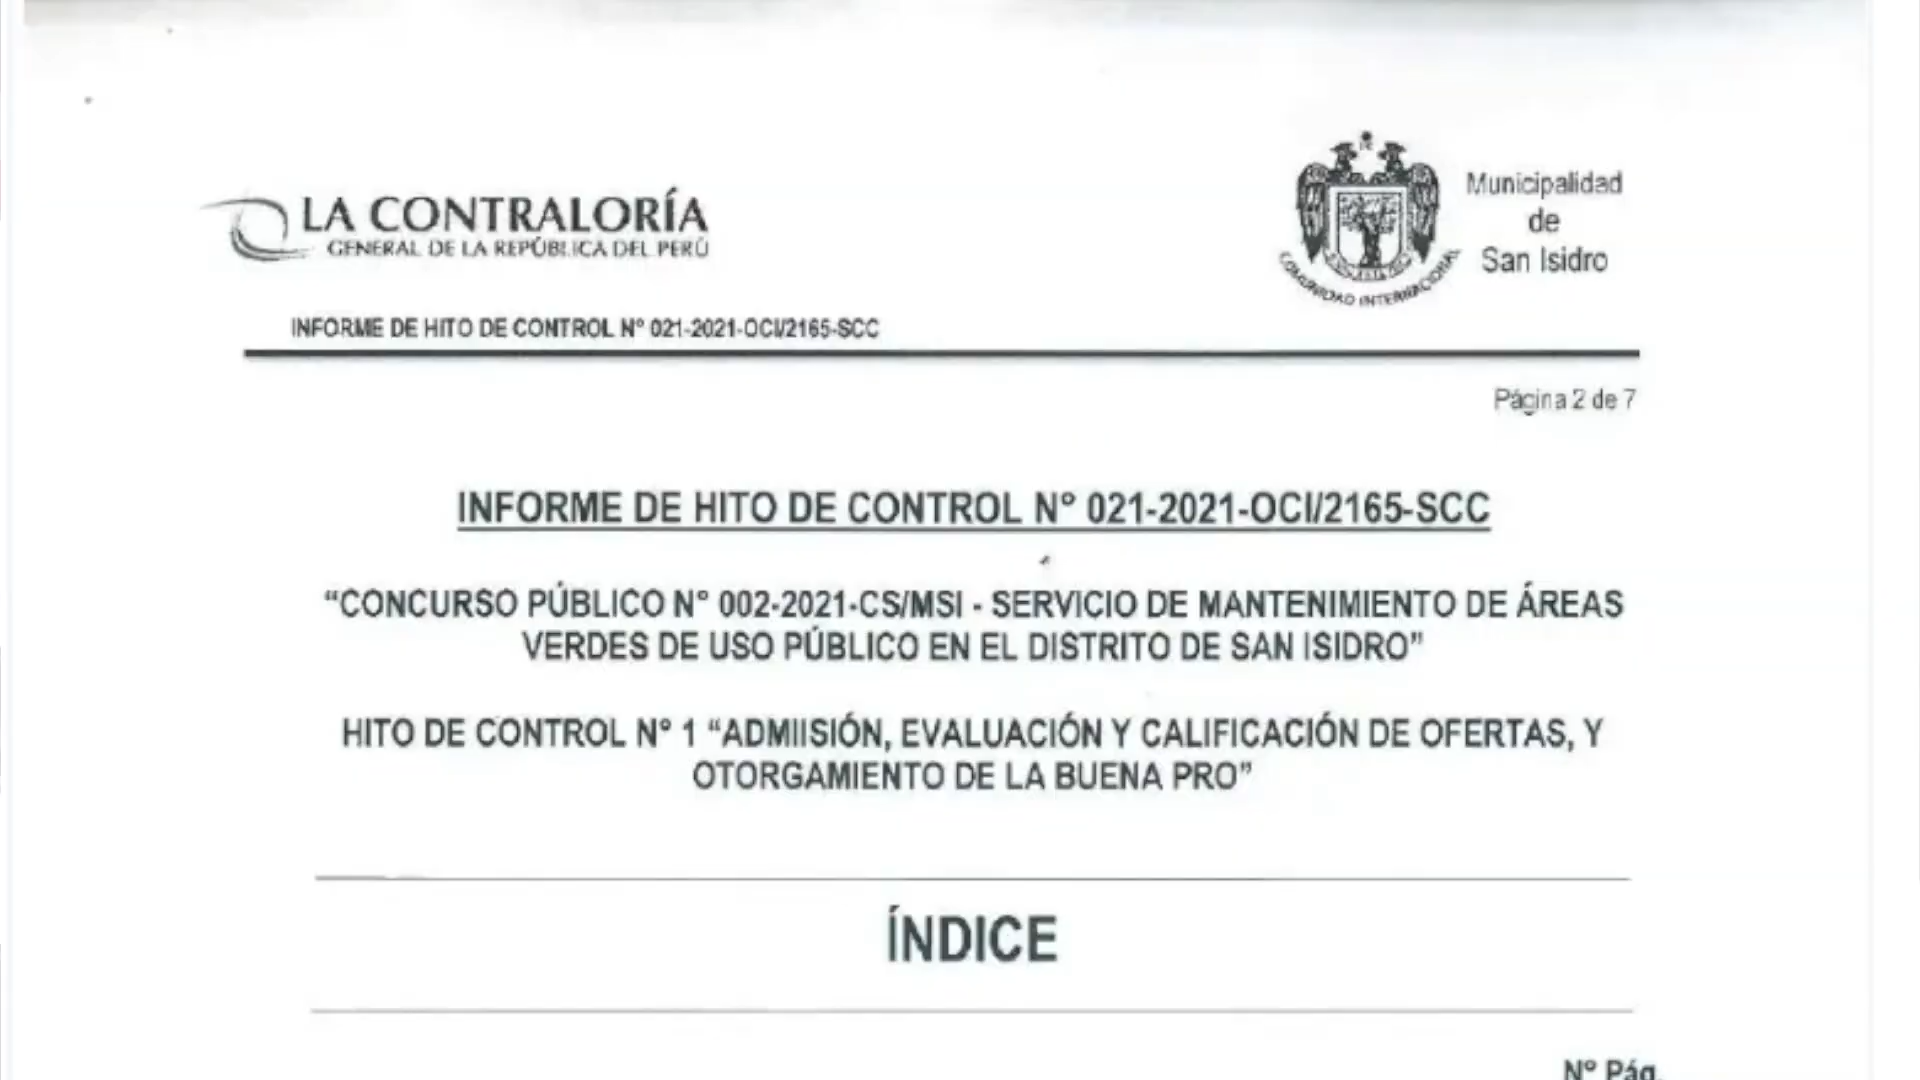 LA CONTRALORÍA
GENERAL DE LA REPÚBLICA DEL PERÚ
Municipalidad
de
San Isidro
COMUNIDAD INTERNACIONAL
INFORME DE HITO DE CONTROL N° 021-2021-OCI/2165-SCC
Página 2 de 7
INFORME DE HITO DE CONTROL N° 021-2021-OCI/2165-SCC
“CONCURSO PÚBLICO N° 002-2021-CS/MSI - SERVICIO DE MANTENIMIENTO DE ÁREAS
VERDES DE USO PÚBLICO EN EL DISTRITO DE SAN ISIDRO”
HITO DE CONTROL N° 1 “ADMIISIÓN, EVALUACIÓN Y CALIFICACIÓN DE OFERTAS, Y
OTORGAMIENTO DE LA BUENA PRO”
ÍNDICE
N° Pág.